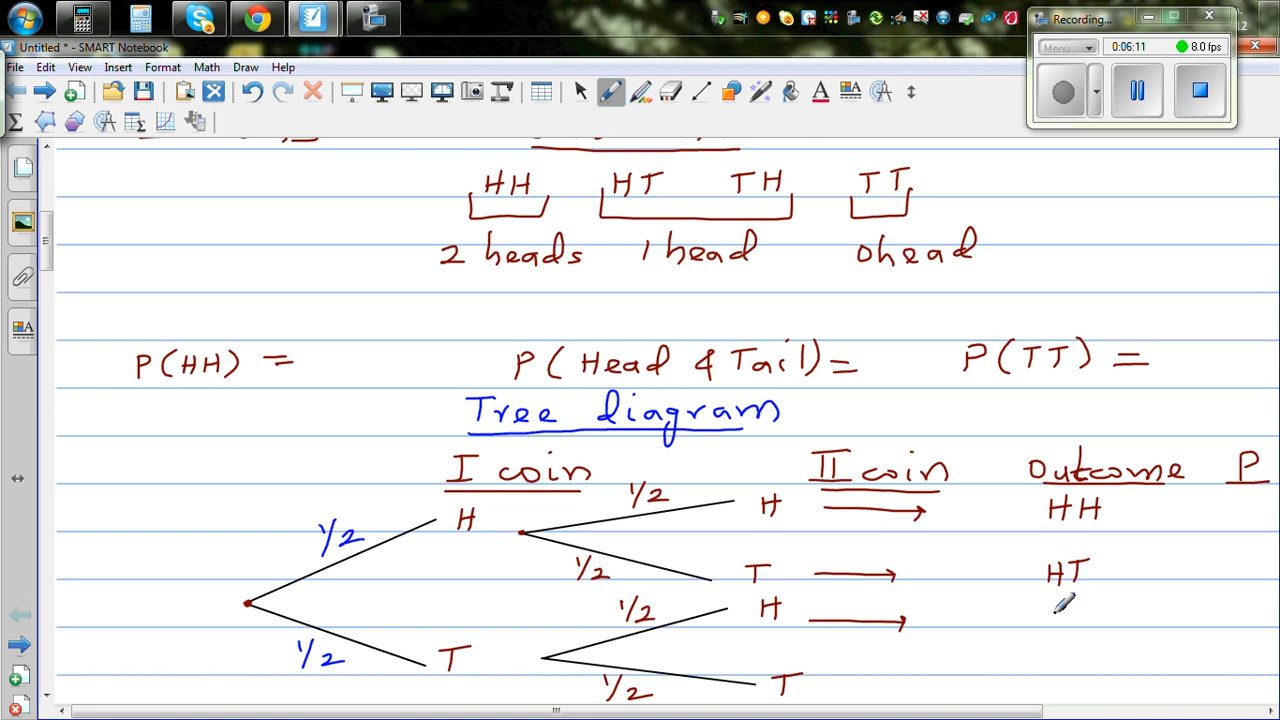 Untitled * - SMART Notebook
Recording...
Menu 0:06:11 8.0 fps
File Edit View Insert Format Math Draw Help
HH HT TH TT
2 heads 1 head 0 head
P(HH) = P( Head & Tail) = P(TT) =
Tree diagram
I coin II coin Outcome P
1/2 H 1/2 H HH
1/2 T HT
1/2 H
1/2 T 1/2 T